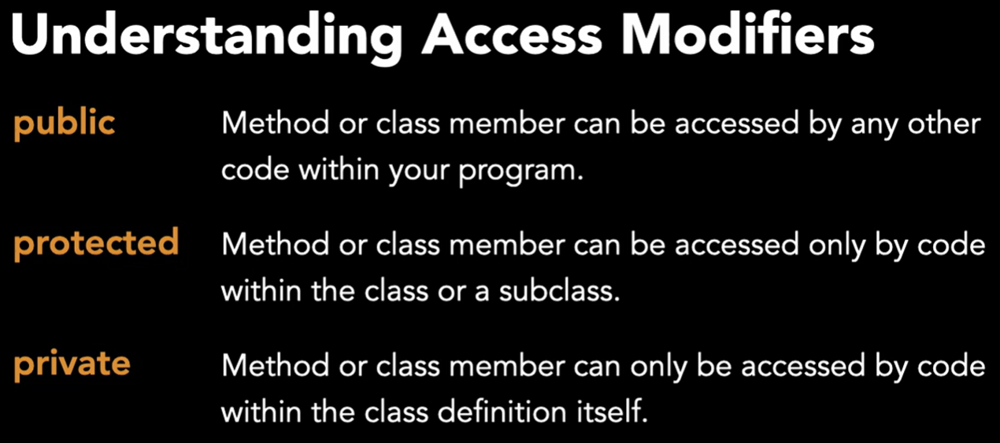 Understanding Access Modifiers
public Method or class member can be accessed by any other
code within your program.
protected Method or class member can be accessed only by code
within the class or a subclass.
private Method or class member can only be accessed by code
within the class definition itself.